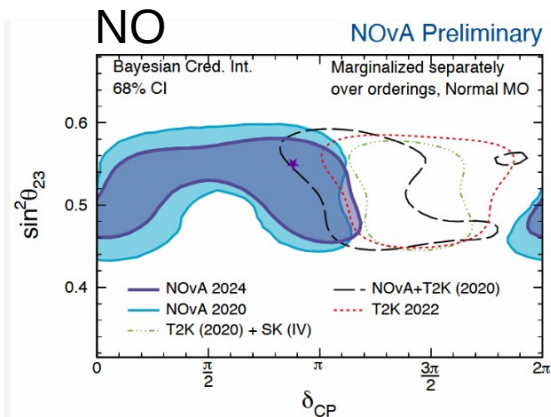 NO
NOvA Preliminary
Bayesian Cred. Int.
68% CI
Marginalized separately
over orderings, Normal MO
0.6
0.5
0.4
sin²θ₂₃
NOvA 2024
NOvA 2020
T2K (2020) + SK (IV)
NOvA+T2K (2020)
T2K 2022
0
π/2
π
3π/2
2π
δ_CP